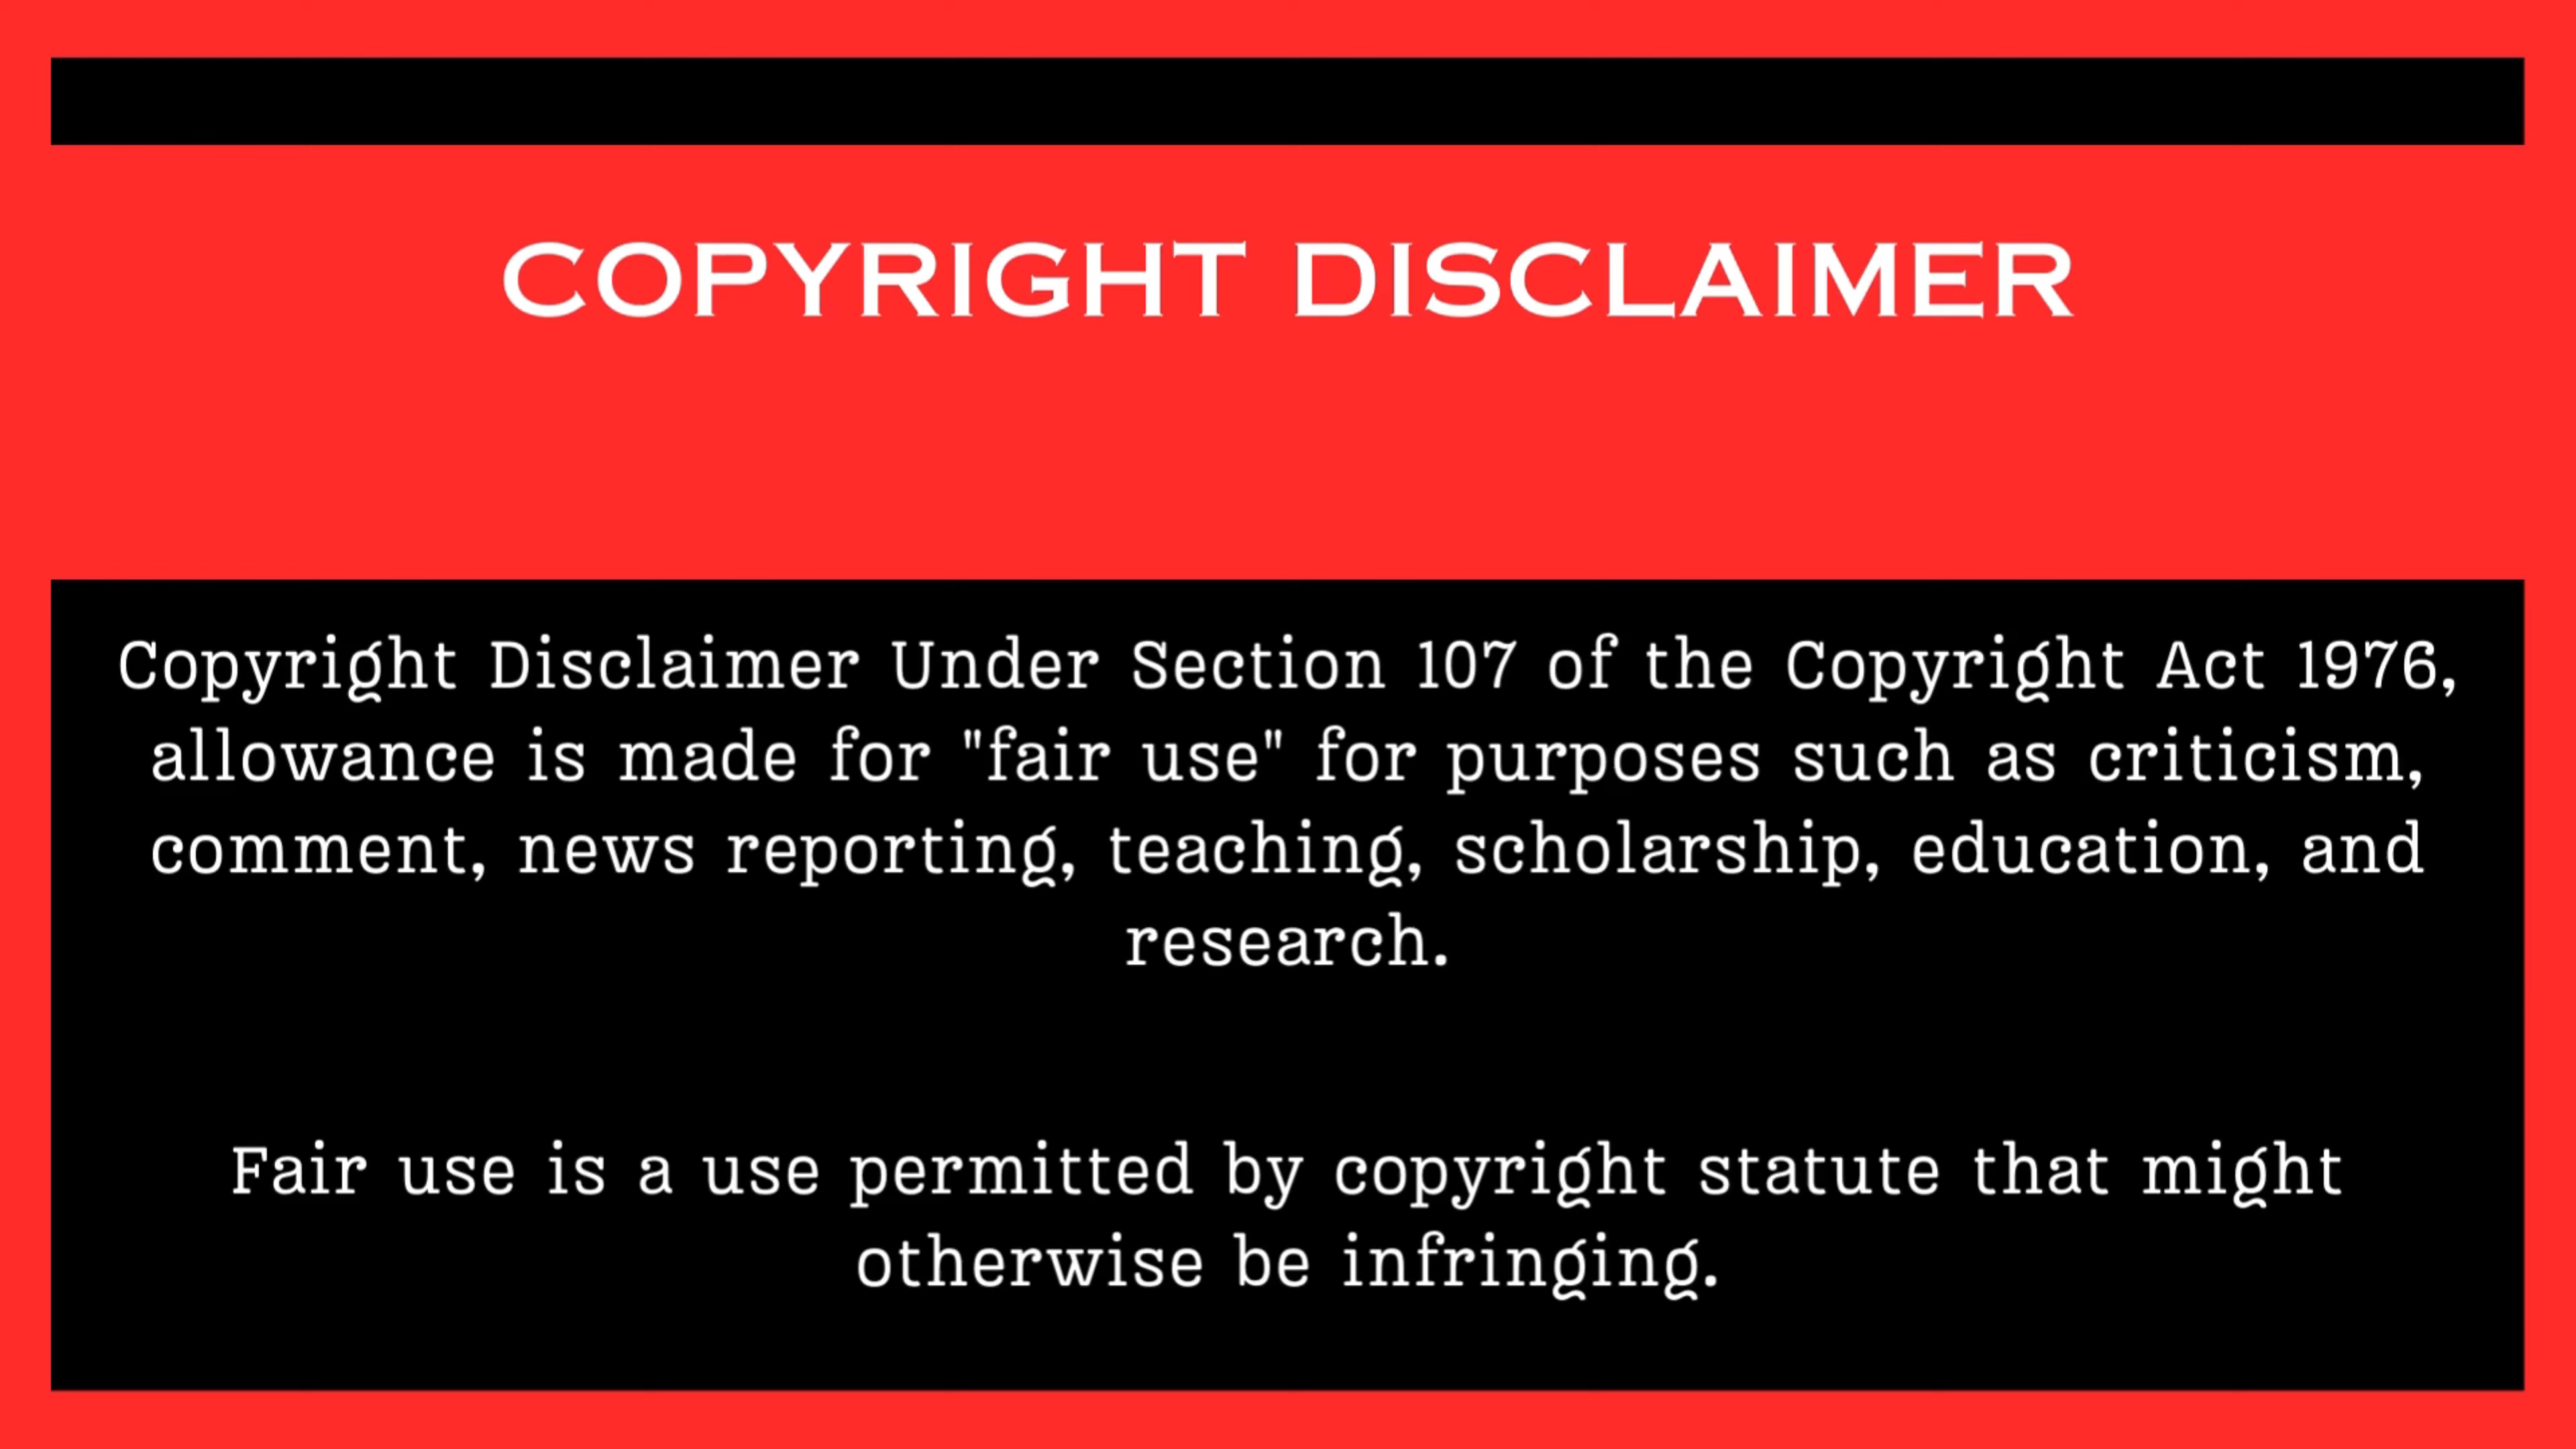 COPYRIGHT DISCLAIMER
Copyright Disclaimer Under Section 107 of the Copyright Act 1976,
allowance is made for "fair use" for purposes such as criticism,
comment, news reporting, teaching, scholarship, education, and
research.
Fair use is a use permitted by copyright statute that might
otherwise be infringing.